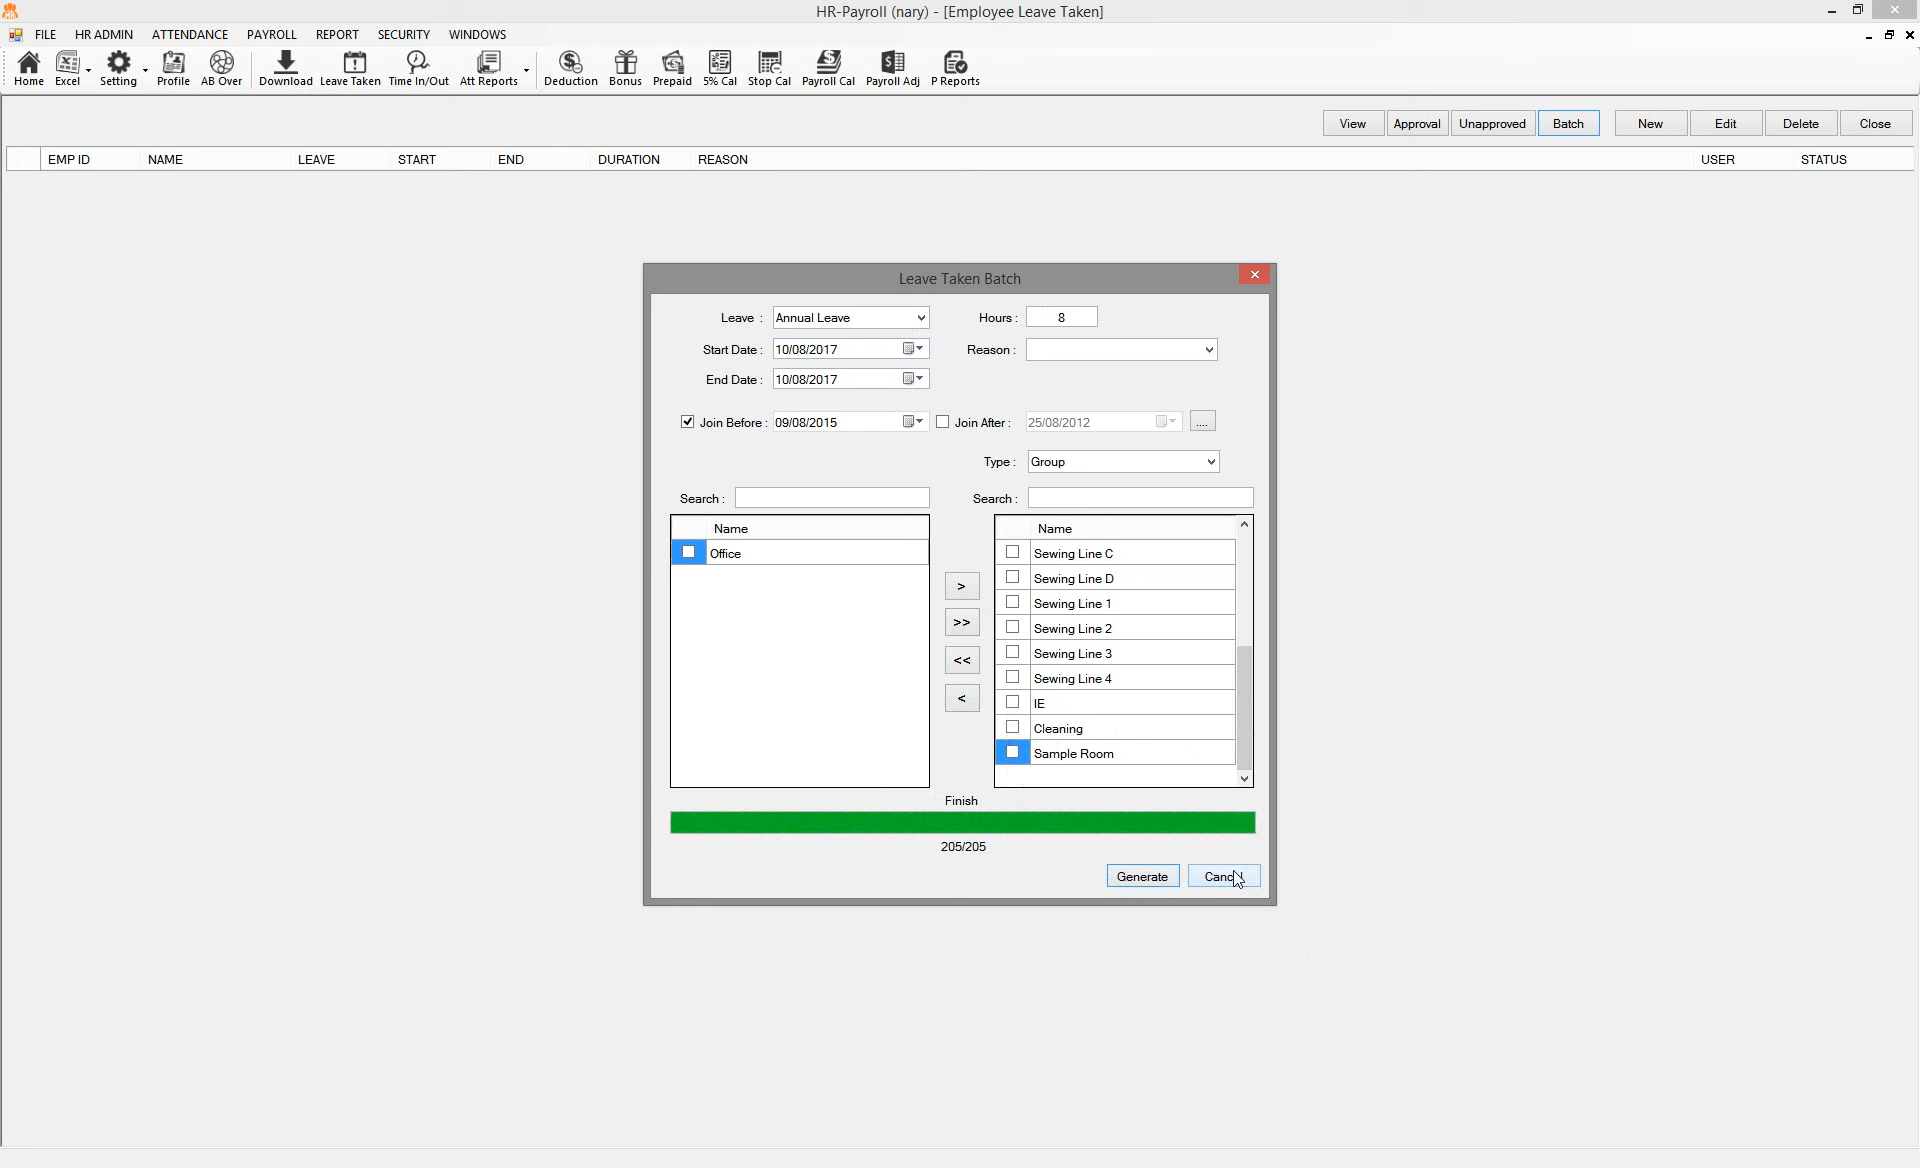 HR-Payroll (nary) - [Employee Leave Taken]
FILE HR ADMIN ATTENDANCE PAYROLL REPORT SECURITY WINDOWS
Home Excel Setting Profile AB Over Download Leave Taken Time In/Out Att Reports Deduction Bonus Prepaid 5% Cal Stop Cal Payroll Cal Payroll Adj P Reports
View Approval Unapproved Batch New Edit Delete Close
EMP ID NAME LEAVE START END DURATION REASON USER STATUS
Leave Taken Batch
Leave : Annual Leave Hours : 8
Start Date : 10/08/2017 Reason :
End Date : 10/08/2017
Join Before : 09/08/2015 Join After : 25/08/2012 ....
Type : Group
Search : Search :
Name Name
Office Sewing Line C
Sewing Line D
> Sewing Line 1
>> Sewing Line 2
<< Sewing Line 3
Sewing Line 4
< IE
Cleaning
Sample Room
Finish
205/205
Generate Cancel